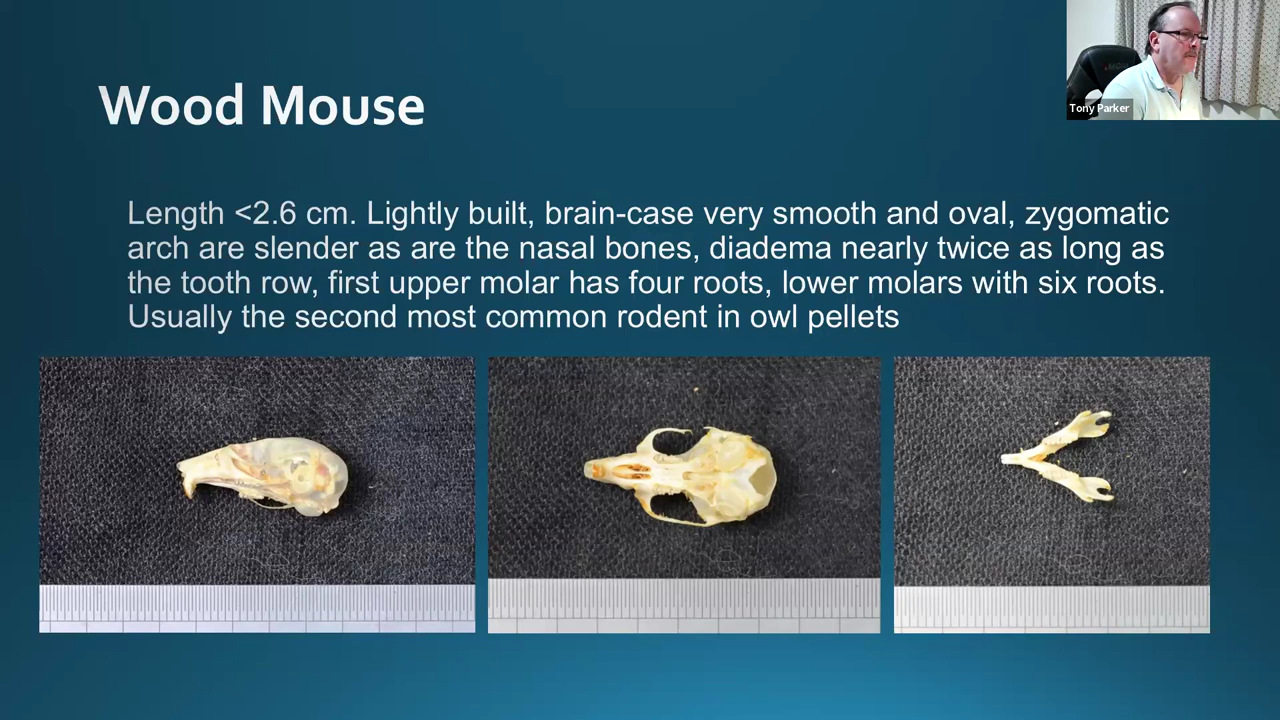 Tony Parker
Wood Mouse
Length <2.6 cm. Lightly built, brain-case very smooth and oval, zygomatic
arch are slender as are the nasal bones, diadema nearly twice as long as
the tooth row, first upper molar has four roots, lower molars with six roots.
Usually the second most common rodent in owl pellets